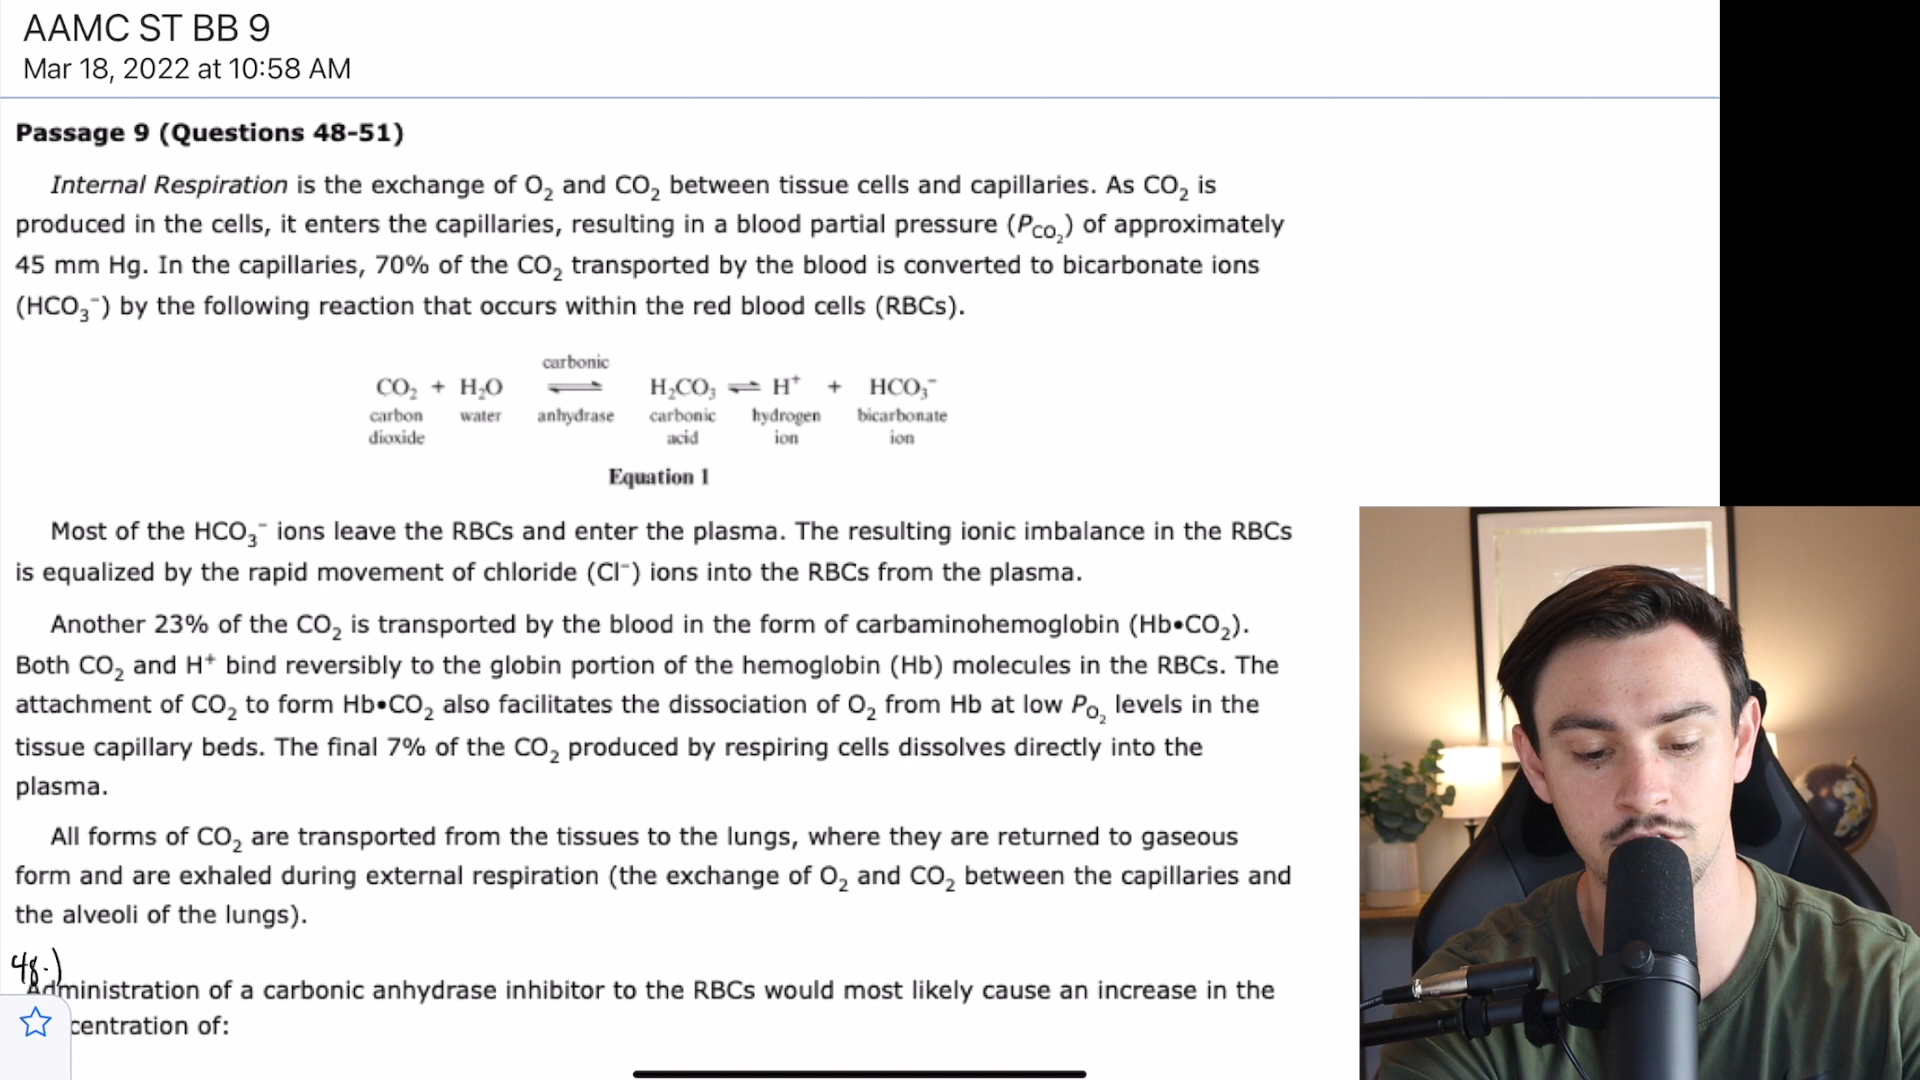 AAMC ST BB 9
Mar 18, 2022 at 10:58 AM
Passage 9 (Questions 48-51)
Internal Respiration is the exchange of O₂ and CO₂ between tissue cells and capillaries. As CO₂ is
produced in the cells, it enters the capillaries, resulting in a blood partial pressure (P_CO₂) of approximately
45 mm Hg. In the capillaries, 70% of the CO₂ transported by the blood is converted to bicarbonate ions
(HCO₃⁻) by the following reaction that occurs within the red blood cells (RBCs).
carbonic
CO₂ + H₂O ⇌ H₂CO₃ ⇌ H⁺ + HCO₃⁻
carbon water anhydrase carbonic hydrogen bicarbonate
dioxide acid ion ion
Equation 1
Most of the HCO₃⁻ ions leave the RBCs and enter the plasma. The resulting ionic imbalance in the RBCs
is equalized by the rapid movement of chloride (Cl⁻) ions into the RBCs from the plasma.
Another 23% of the CO₂ is transported by the blood in the form of carbaminohemoglobin (Hb•CO₂).
Both CO₂ and H⁺ bind reversibly to the globin portion of the hemoglobin (Hb) molecules in the RBCs. The
attachment of CO₂ to form Hb•CO₂ also facilitates the dissociation of O₂ from Hb at low P_O₂ levels in the
tissue capillary beds. The final 7% of the CO₂ produced by respiring cells dissolves directly into the
plasma.
All forms of CO₂ are transported from the tissues to the lungs, where they are returned to gaseous
form and are exhaled during external respiration (the exchange of O₂ and CO₂ between the capillaries and
the alveoli of the lungs).
48.)
Administration of a carbonic anhydrase inhibitor to the RBCs would most likely cause an increase in the
centration of: